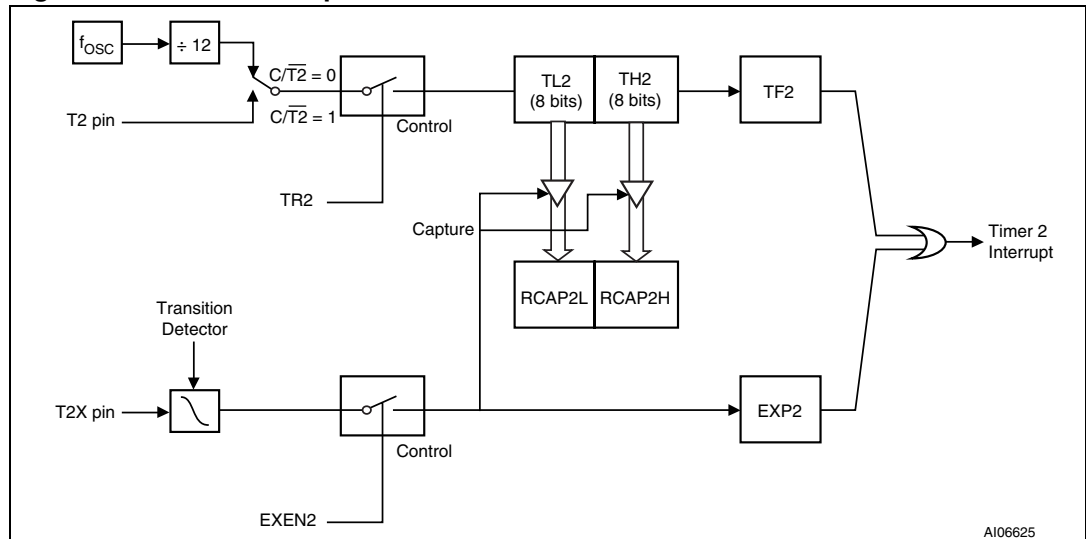 fOSC
÷ 12
C/T2 = 0
C/T2 = 1
T2 pin
Control
TR2
TL2
(8 bits)
TH2
(8 bits)
TF2
Capture
RCAP2L
RCAP2H
Timer 2
Interrupt
Transition
Detector
T2X pin
Control
EXEN2
EXP2
AI06625